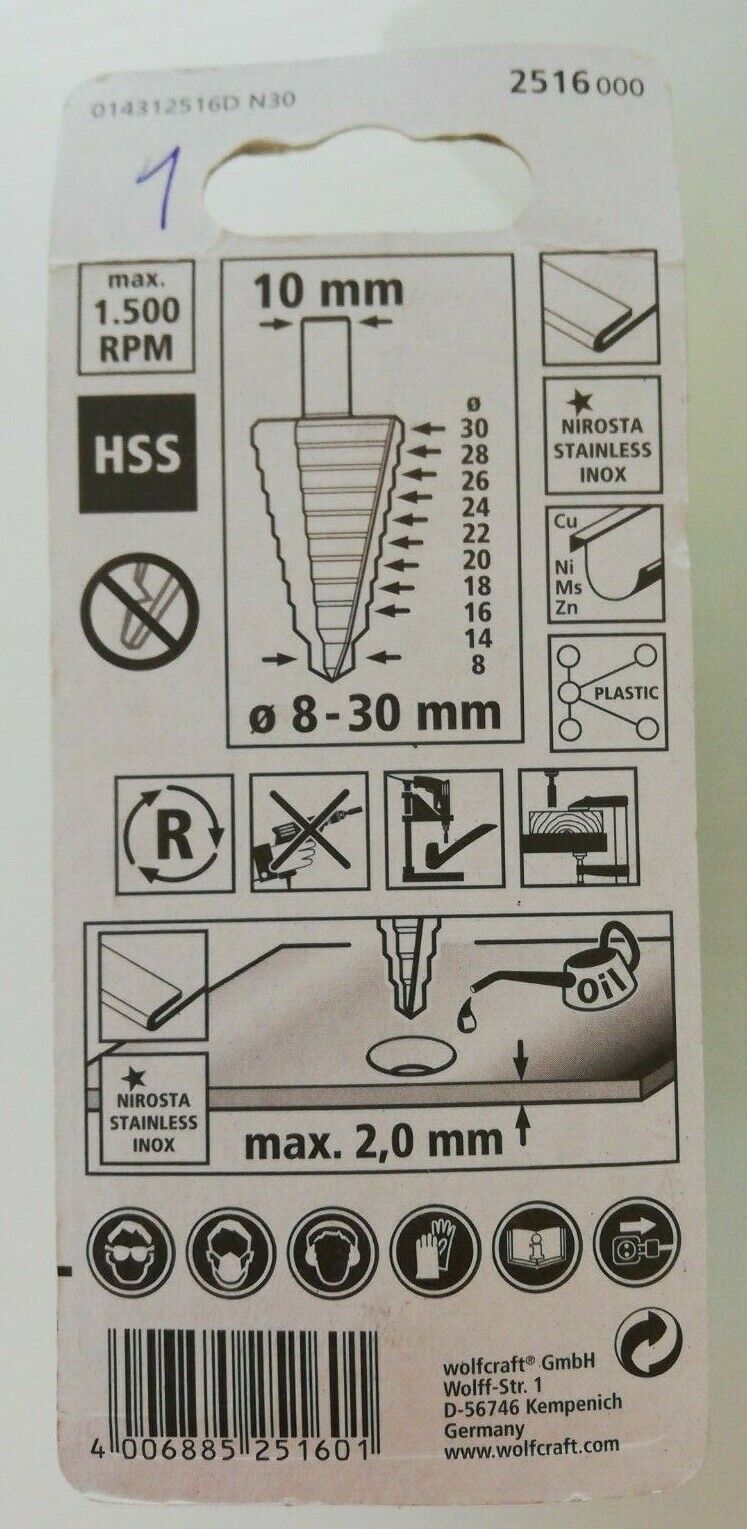 014312516D N30
2516 000
1
max.
1.500
RPM
HSS
10 mm
ø
30
28
26
24
22
20
18
16
14
8
ø 8 - 30 mm
NIROSTA
STAINLESS
INOX
Cu
Ni
Ms
Zn
PLASTIC
R
Oil
NIROSTA
STAINLESS
INOX
max. 2,0 mm
4 006885 251601
wolfcraft® GmbH
Wolff-Str. 1
D-56746 Kempenich
Germany
www.wolfcraft.com